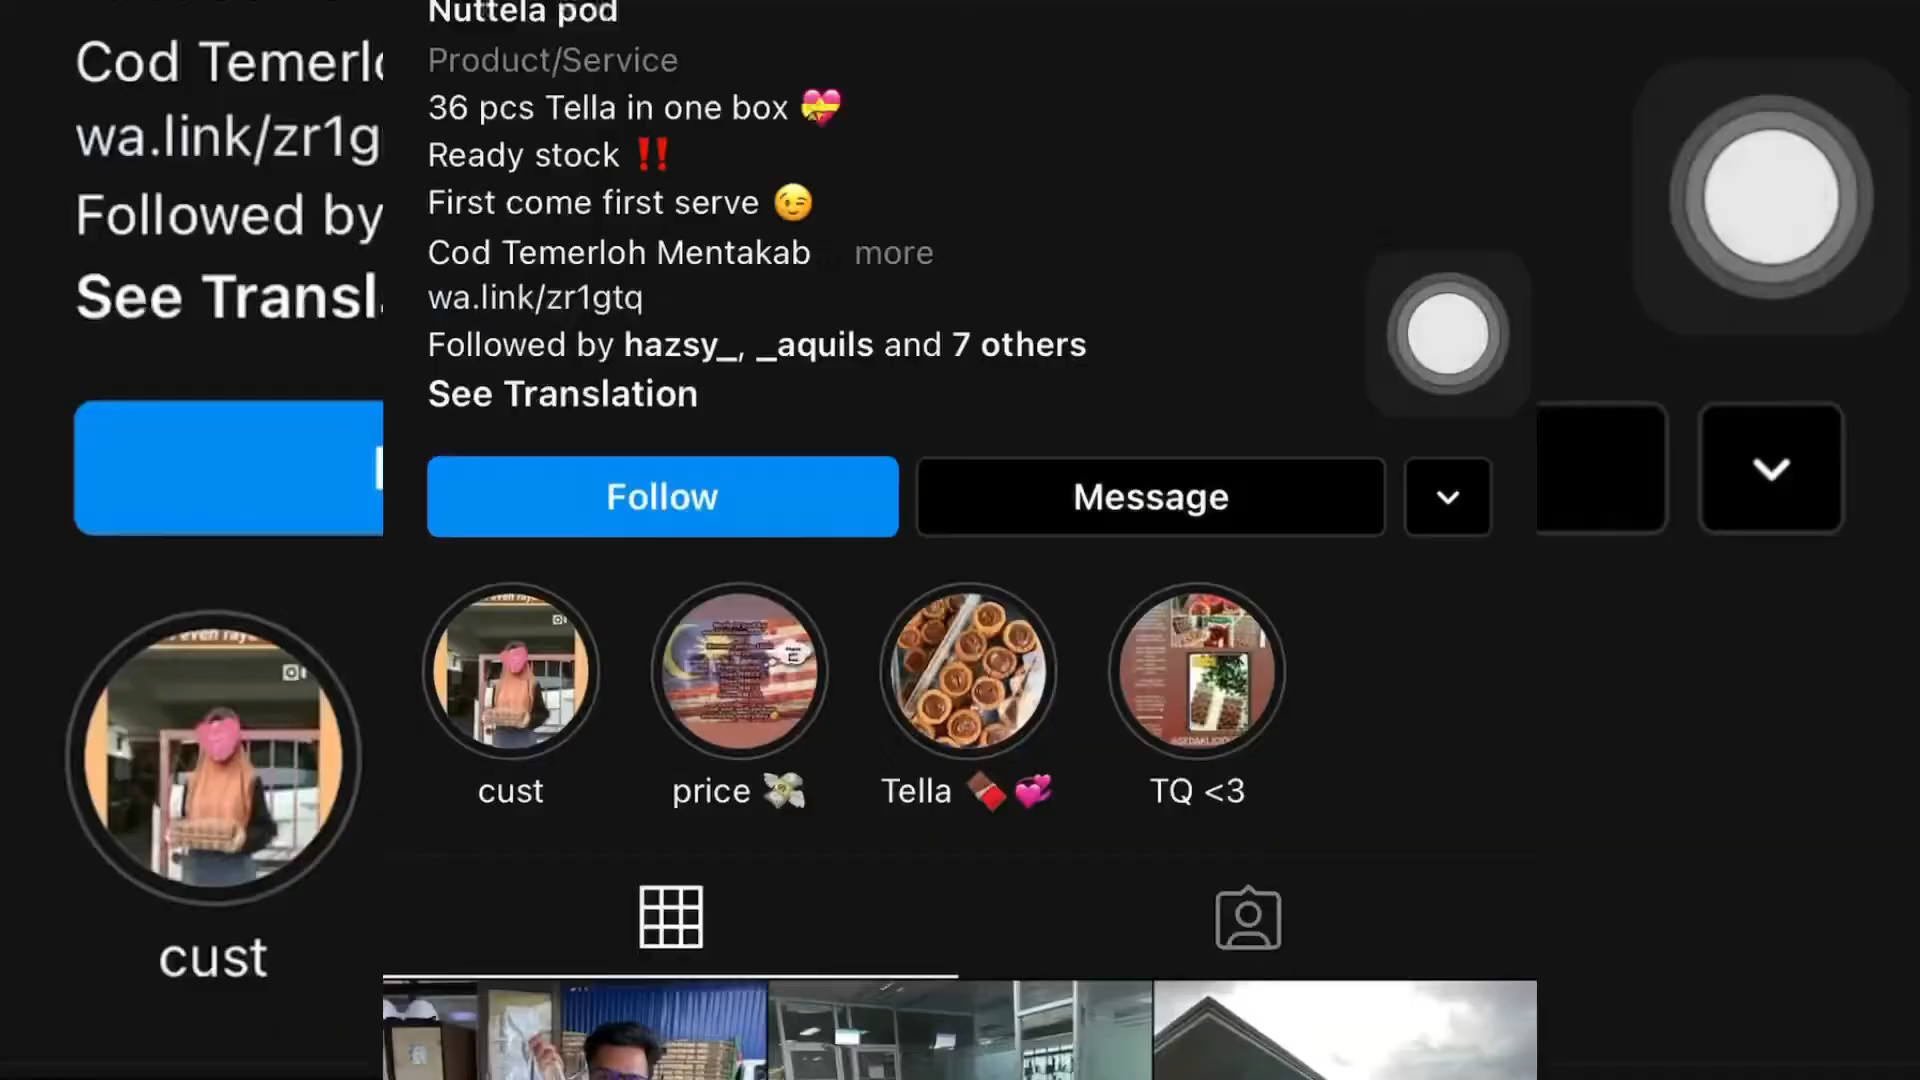 Nuttela pod
Product/Service
36 pcs Tella in one box 💝
Ready stock ‼️
First come first serve 😉
Cod Temerloh Mentakab ... more
wa.link/zr1gtq
Followed by hazsy_, _aquils and 7 others
See Translation
Follow
Message
cust
price 💸
Tella 🍫💞
TQ <3
Cod Temerlo
wa.link/zr1g
Followed by
See Transl
cust